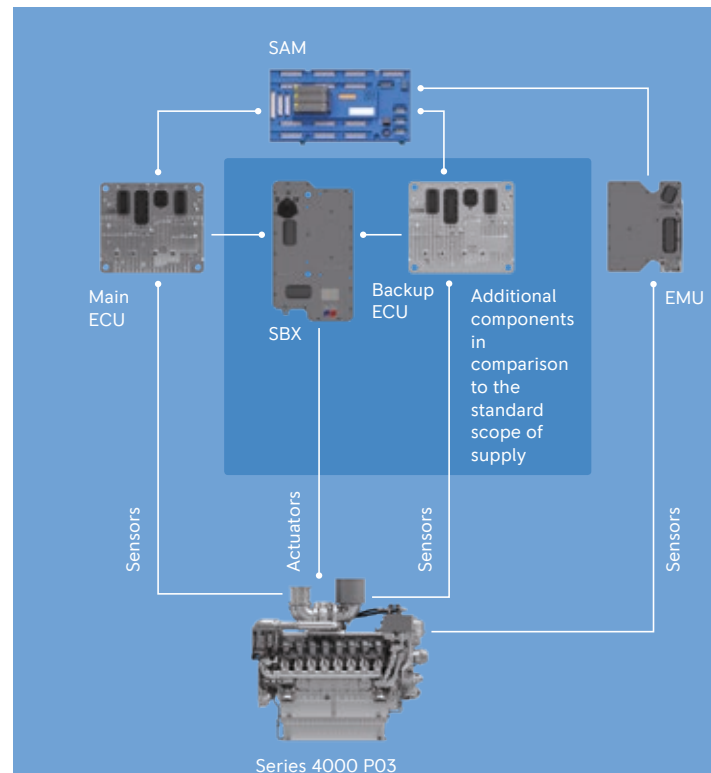 SAM
Main
ECU
SBX
Backup
ECU
Additional
components
in
comparison
to the
standard
scope of
supply
EMU
Sensors
Actuators
Sensors
Sensors
Series 4000 P03